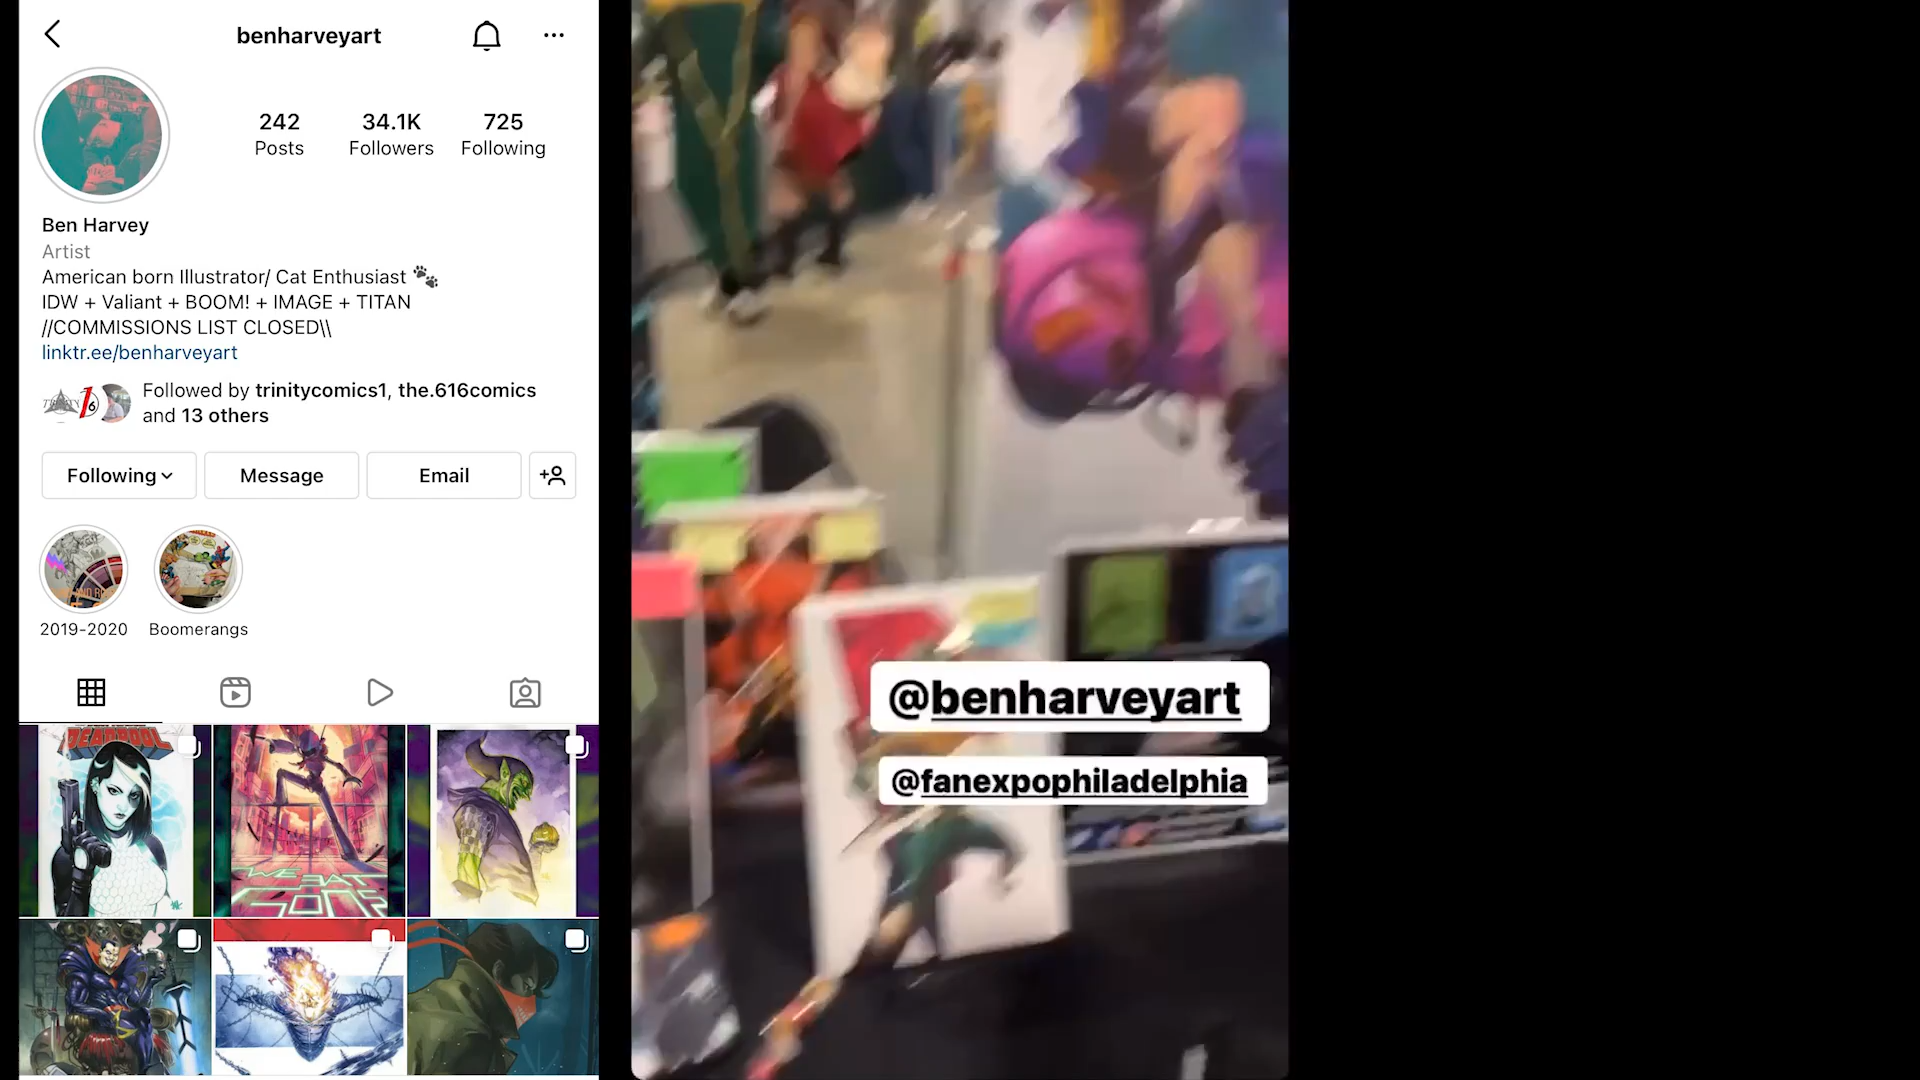 benharveyart
242
Posts
34.1K
Followers
725
Following
Ben Harvey
Artist
American born Illustrator/ Cat Enthusiast 🐾
IDW + Valiant + BOOM! + IMAGE + TITAN
//COMMISSIONS LIST CLOSED\\
linktr.ee/benharveyart
Followed by trinitycomics1, the.616comics
and 13 others
Following
Message
Email
2019-2020
Boomerangs
DEADPOOL
@benharveyart
@fanexpophiladelphia